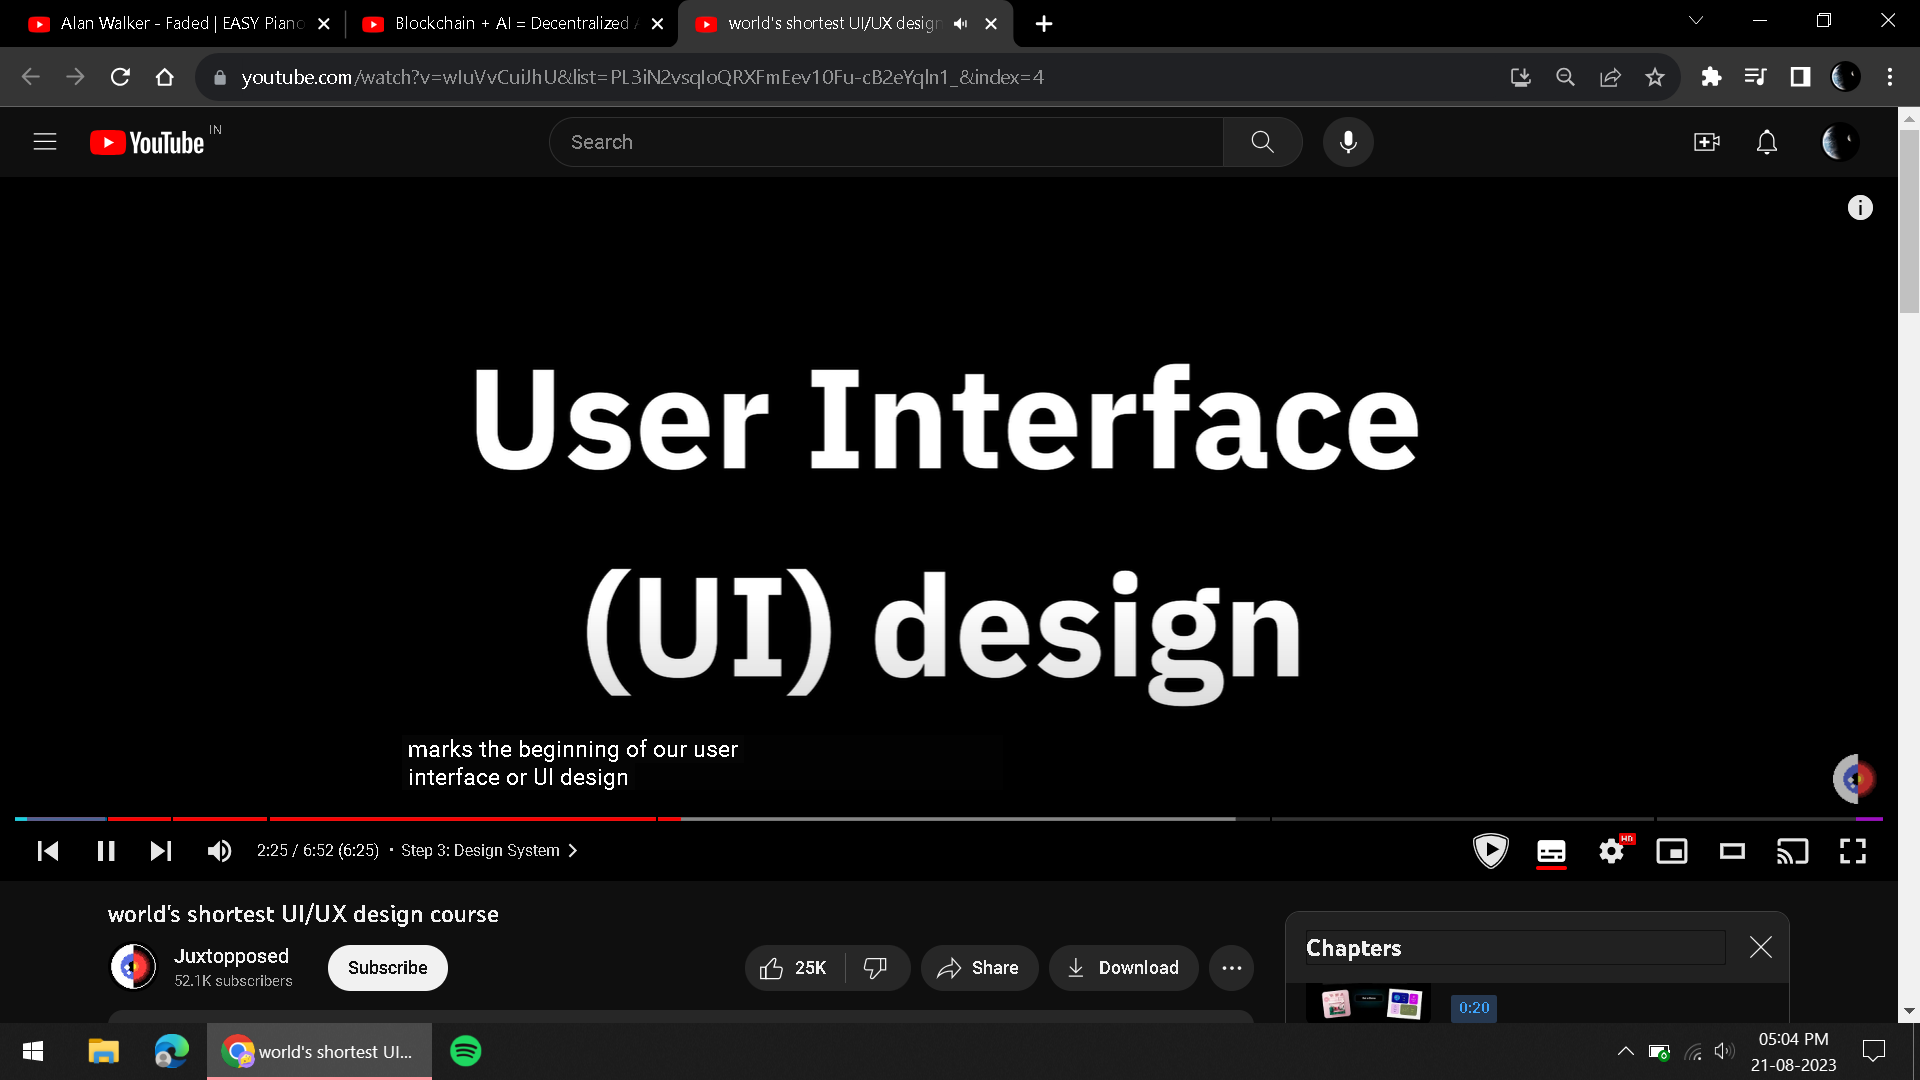 Alan Walker - Faded | EASY Piano
Blockchain + AI = Decentralized
world's shortest UI/UX design
youtube.com/watch?v=wIuVvCuiJhU&list=PL3iN2vsqIoQRXFmEev10Fu-cB2eYqln1_&index=4
YouTube IN
Search
User Interface
(UI) design
marks the beginning of our user
interface or UI design
2:25 / 6:52 (6:25) • Step 3: Design System
HD
world's shortest UI/UX design course
Juxtopposed
52.1K subscribers
Subscribe
25K
Share
Download
Chapters
0:20
world's shortest UI...
05:04 PM
21-08-2023